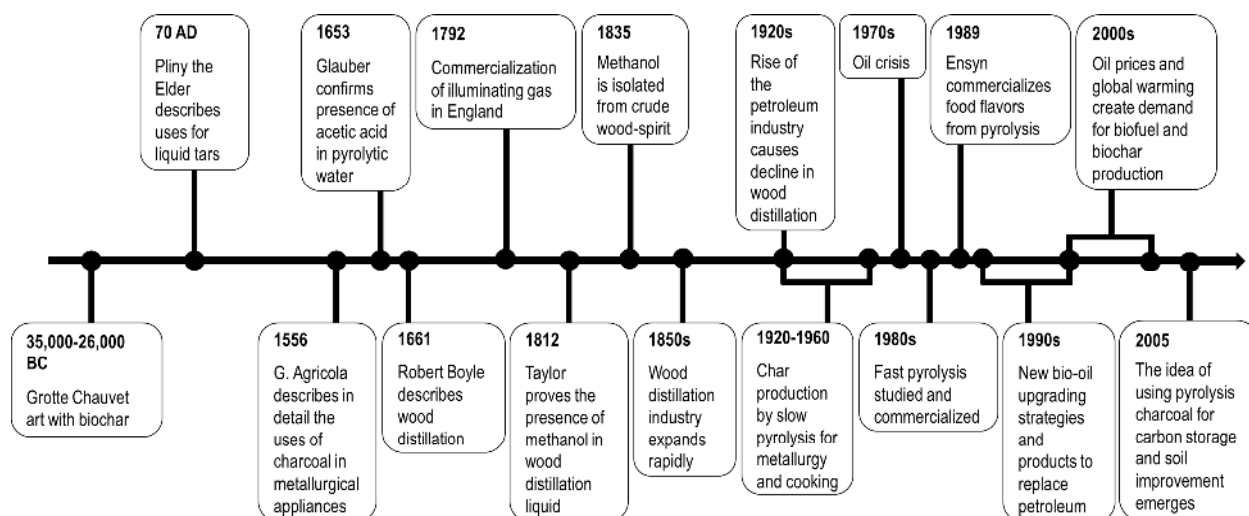 70 AD
Pliny the
Elder
describes
uses for
liquid tars
1653
Glauber
confirms
presence of
acetic acid
in pyrolytic
water
1792
Commercialization
of illuminating gas
in England
1835
Methanol
is isolated
from crude
wood-spirit
1920s
Rise of
the
petroleum
industry
causes
decline in
wood
distillation
1970s
Oil crisis
1989
Ensyn
commercializes
food flavors
from pyrolysis
2000s
Oil prices and
global warming
create demand
for biofuel and
biochar
production
35,000-26,000
BC
Grotte Chauvet
art with biochar
1556
G. Agricola
describes in
detail the
uses of
charcoal in
metallurgical
appliances
1661
Robert Boyle
describes
wood
distillation
1812
Taylor
proves the
presence of
methanol in
wood
distillation
liquid
1850s
Wood
distillation
industry
expands
rapidly
1920-1960
Char
production
by slow
pyrolysis for
metallurgy
and cooking
1980s
Fast pyrolysis
studied and
commercialized
1990s
New bio-oil
upgrading
strategies
and
products to
replace
petroleum
2005
The idea of
using pyrolysis
charcoal for
carbon storage
and soil
improvement
emerges